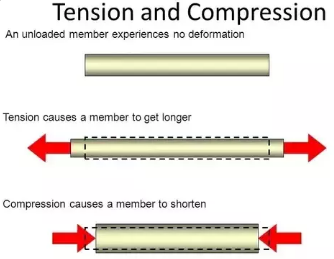 Tension and Compression
An unloaded member experiences no deformation
Tension causes a member to get longer
Compression causes a member to shorten